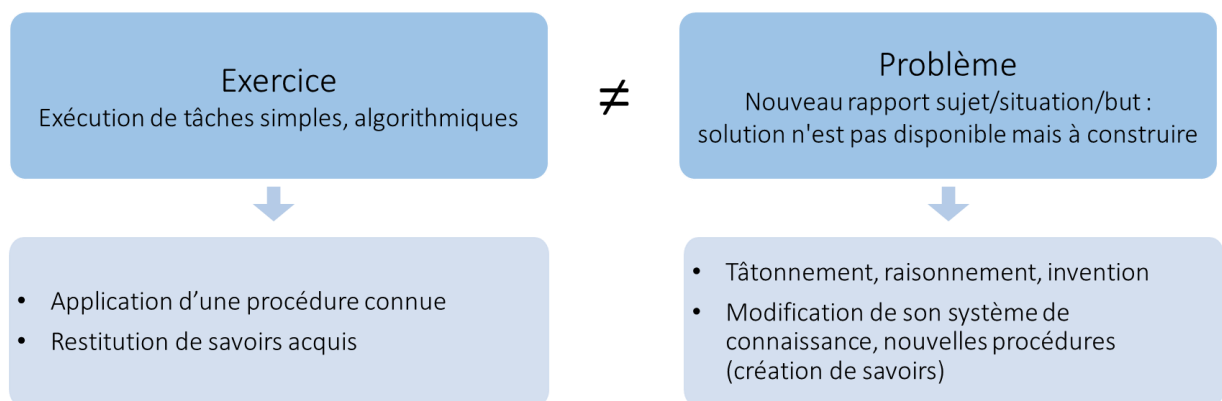 Exercice
Exécution de tâches simples, algorithmiques
≠
Problème
Nouveau rapport sujet/situation/but :
solution n'est pas disponible mais à construire
• Application d’une procédure connue
• Restitution de savoirs acquis
• Tâtonnement, raisonnement, invention
• Modification de son système de
connaissance, nouvelles procédures
(création de savoirs)